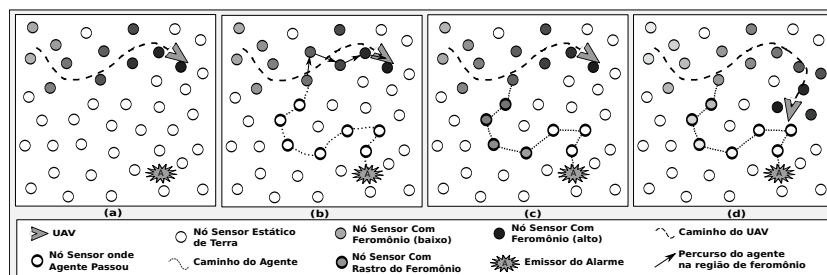 A
A
A
A
(a)
(b)
(c)
(d)
UAV
Nó Sensor Estático
de Terra
Nó Sensor Com
Feromônio (baixo)
Nó Sensor Com
Feromônio (alto)
Caminho do UAV
Nó Sensor onde
Agente Passou
Caminho do Agente
Nó Sensor Com
Rastro do Feromônio
A
Emissor do Alarme
Percurso do agente
na região de feromônio